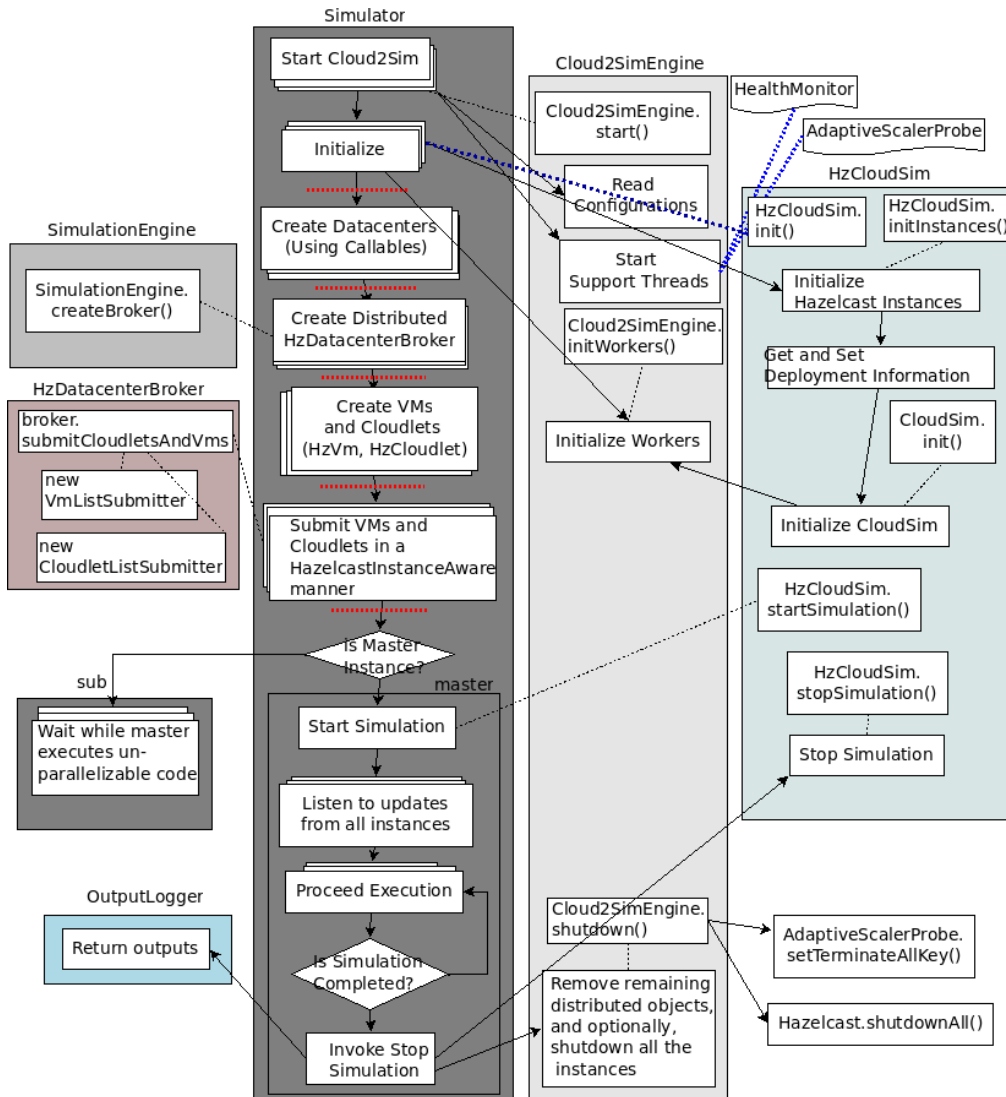 Simulator
Start Cloud2Sim
Initialize
Create Datacenters
(Using Callables)
Create Distributed
HzDatacenterBroker
Create VMs
and Cloudlets
(HzVm, HzCloudlet)
Submit VMs and
Cloudlets in a
HazelcastInstanceAware
manner
is Master
Instance?
sub
master
Start Simulation
Listen to updates
from all instances
Proceed Execution
Is Simulation
Completed?
Invoke Stop
Simulation
SimulationEngine
SimulationEngine.
createBroker()
HzDatacenterBroker
broker.
submitCloudletsAndVms
new
VmListSubmitter
new
CloudletListSubmitter
Wait while master
executes un-
parallelizable code
OutputLogger
Return outputs
Cloud2SimEngine
Cloud2SimEngine.
start()
Read
Configurations
Start
Support Threads
Cloud2SimEngine.
initWorkers()
Initialize Workers
Cloud2SimEngine.
shutdown()
Remove remaining
distributed objects,
and optionally,
shutdown all the
instances
HealthMonitor
AdaptiveScalerProbe
HzCloudSim
HzCloudSim.
init()
HzCloudSim.
initInstances()
Initialize
Hazelcast Instances
Get and Set
Deployment Information
CloudSim.
init()
Initialize CloudSim
HzCloudSim.
startSimulation()
HzCloudSim.
stopSimulation()
Stop Simulation
AdaptiveScalerProbe.
setTerminateAllKey()
Hazelcast.shutdownAll()